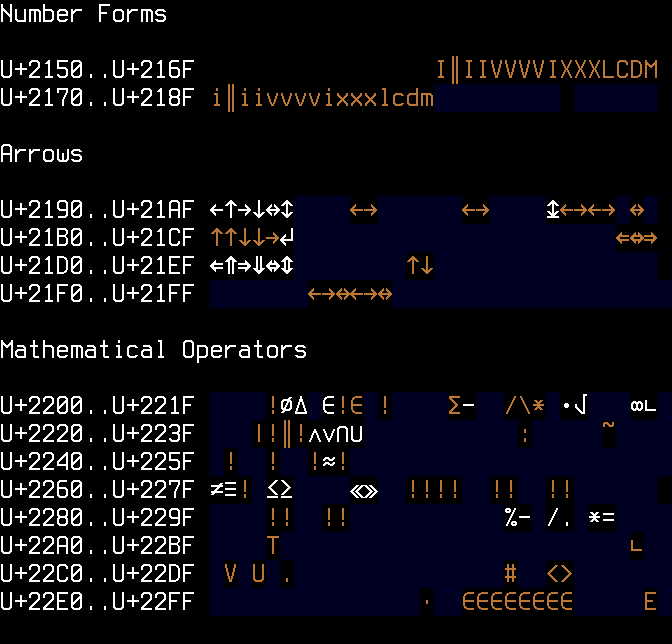 Number Forms
U+2150..U+216F I‖IIVVVVIXXXLCDM
U+2170..U+218F i‖iivvvvixxxlcdm
Arrows
U+2190..U+21AF ←↑→↓↔↕ ←→ ←→ ↨←→←→ ↔
U+21B0..U+21CF ↑↑↓↓→↵ ⇐⇔⇒
U+21D0..U+21EF ⇐⇑⇒⇓⇔⇕ ↑↓
U+21F0..U+21FF ←→↔←→↔
Mathematical Operators
U+2200..U+221F !∅∆ ∈!∈ ! Σ− /\* ∙√ ∞∟
U+2220..U+223F |!‖!∧∨∩∪ : ~
U+2240..U+225F ! ! !≈!
U+2260..U+227F ≠≡! ≤≥ ≪≫ !!!! !! !!
U+2280..U+229F !! !! %- /. *=
U+22A0..U+22BF T ∟
U+22C0..U+22DF V U . # <>
U+22E0..U+22FF · ∈∈∈∈∈∈∈∈ E